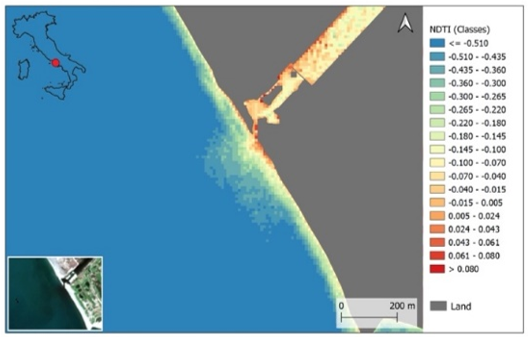 NDTI (Classes)
<= -0.510
-0.510 - -0.435
-0.435 - -0.360
-0.360 - -0.300
-0.300 - -0.265
-0.265 - -0.220
-0.220 - -0.180
-0.180 - -0.145
-0.145 - -0.100
-0.100 - -0.070
-0.070 - -0.040
-0.040 - -0.015
-0.015 - 0.005
0.005 - 0.024
0.024 - 0.043
0.043 - 0.061
0.061 - 0.080
> 0.080
Land
0 200 m